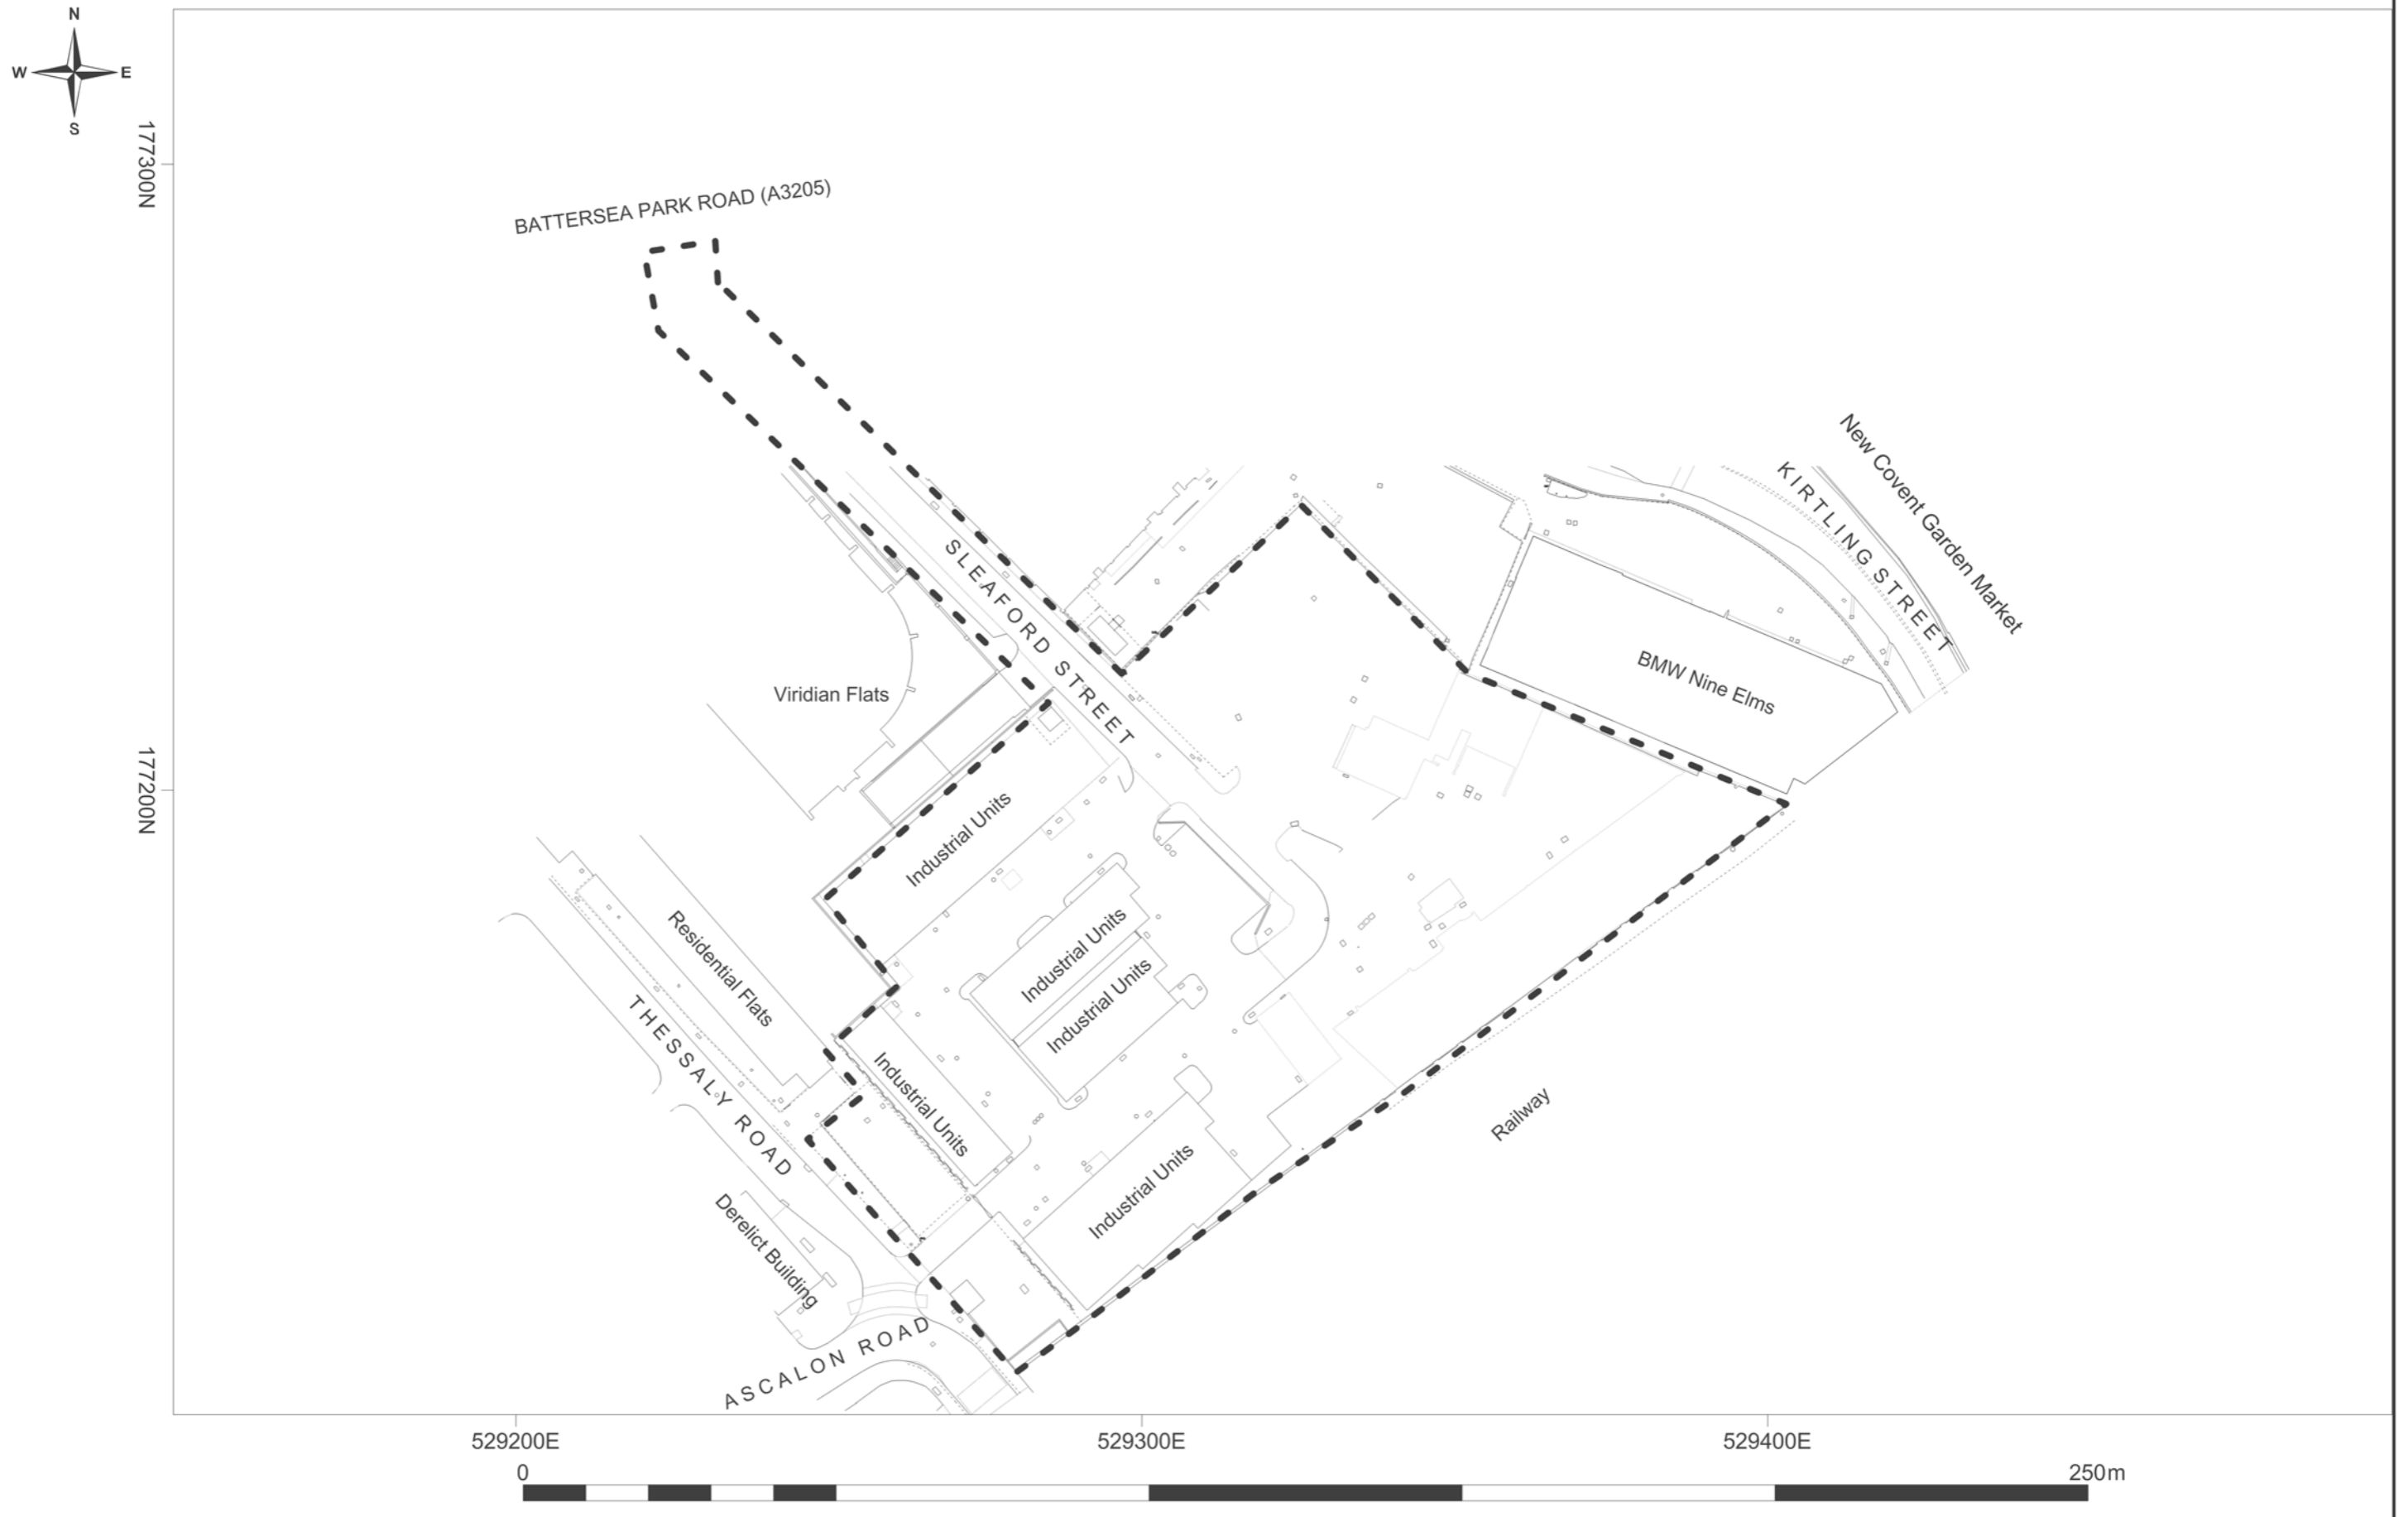 N
W E
S
177300N
BATTERSEA PARK ROAD (A3205)
New Covent Garden Market
KIRTLING STREET
SLEAFORD STREET
BMW Nine Elms
Viridian Flats
177200N
Industrial Units
Industrial Units
Industrial Units
Residential Flats
THESSALY ROAD
Industrial Units
Railway
Industrial Units
Derelict Building
ASCALON ROAD
529200E
529300E
529400E
0
250m